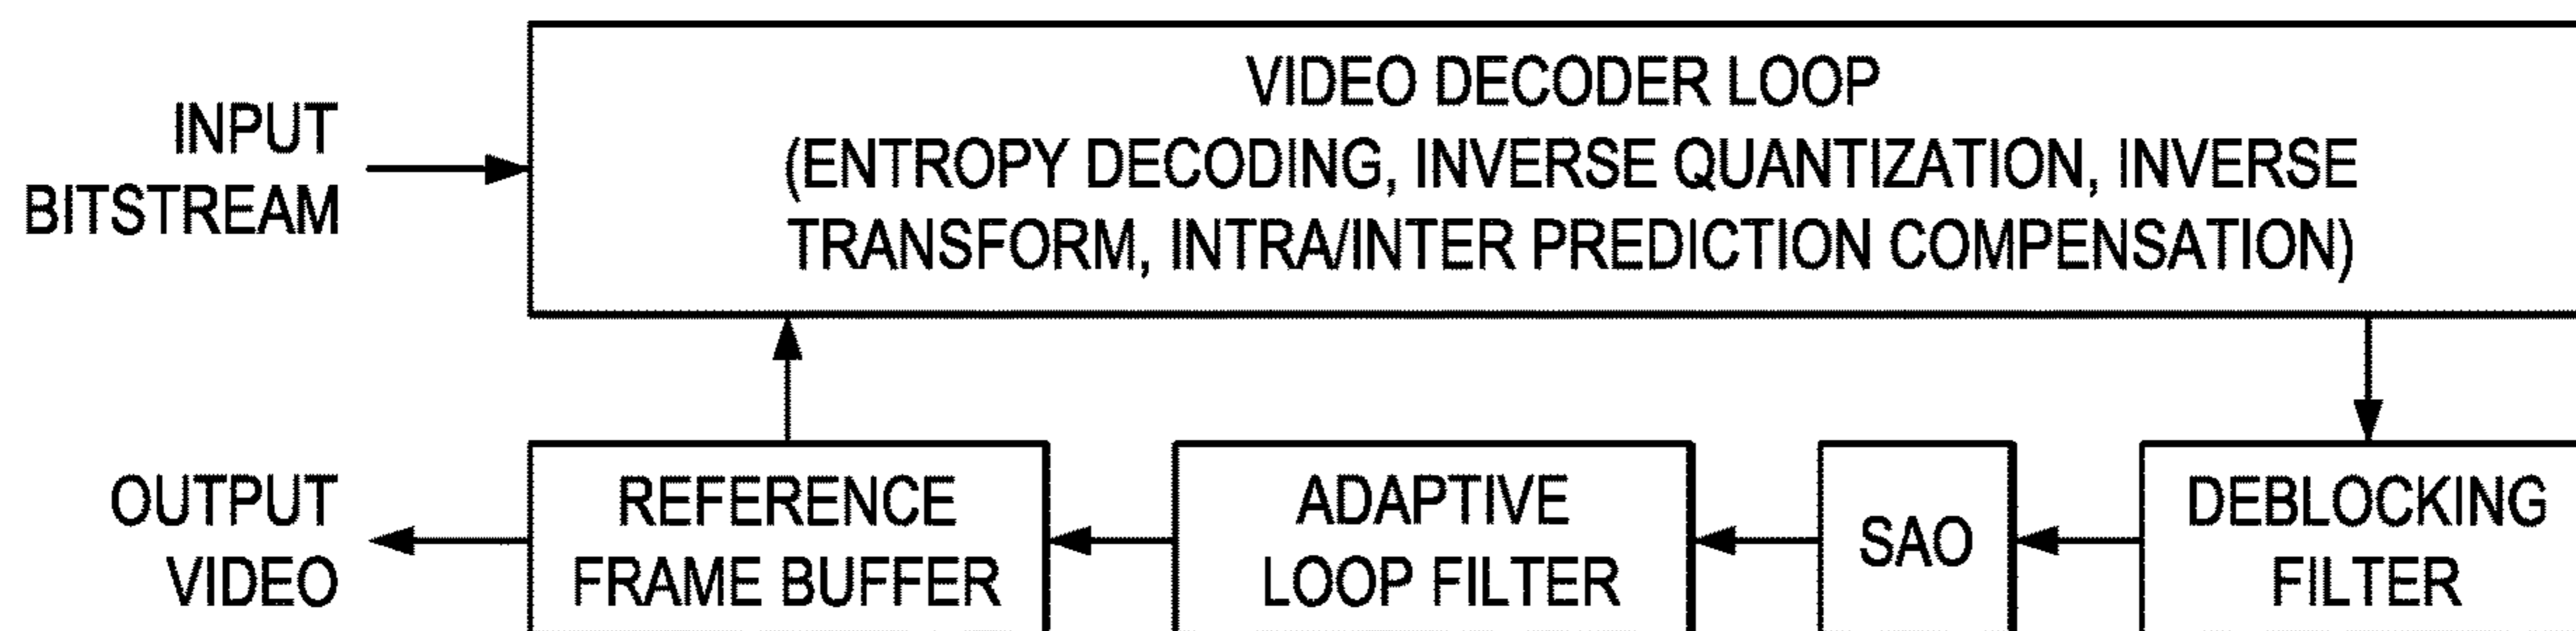 INPUT
BITSTREAM
VIDEO DECODER LOOP
(ENTROPY DECODING, INVERSE QUANTIZATION, INVERSE
TRANSFORM, INTRA/INTER PREDICTION COMPENSATION)
OUTPUT
VIDEO
REFERENCE
FRAME BUFFER
ADAPTIVE
LOOP FILTER
SAO
DEBLOCKING
FILTER